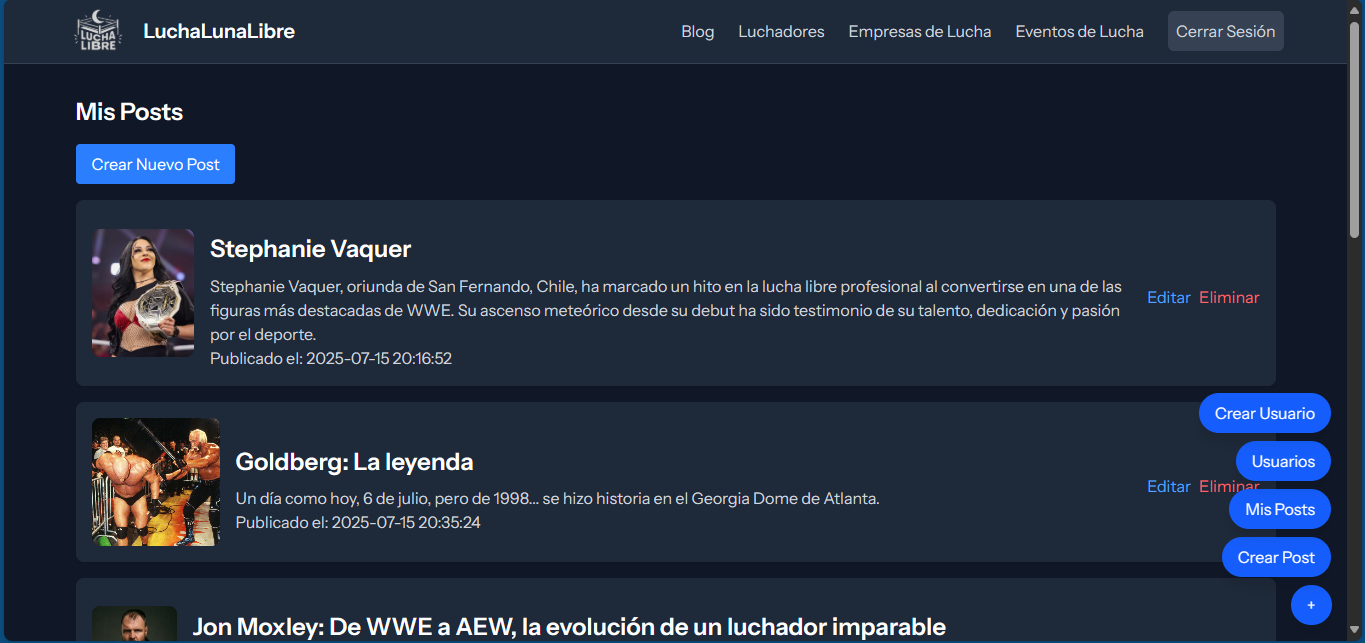 LUCHA
LIBRE
LuchaLunaLibre
Blog
Luchadores
Empresas de Lucha
Eventos de Lucha
Cerrar Sesión
Mis Posts
Crear Nuevo Post
Stephanie Vaquer
Stephanie Vaquer, oriunda de San Fernando, Chile, ha marcado un hito en la lucha libre profesional al convertirse en una de las
figuras más destacadas de WWE. Su ascenso meteórico desde su debut ha sido testimonio de su talento, dedicación y pasión
por el deporte.
Publicado el: 2025-07-15 20:16:52
Editar
Eliminar
Goldberg: La leyenda
Un día como hoy, 6 de julio, pero de 1998... se hizo historia en el Georgia Dome de Atlanta.
Publicado el: 2025-07-15 20:35:24
Editar
Eliminar
Crear Usuario
Usuarios
Mis Posts
Crear Post
+
Jon Moxley: De WWE a AEW, la evolución de un luchador imparable